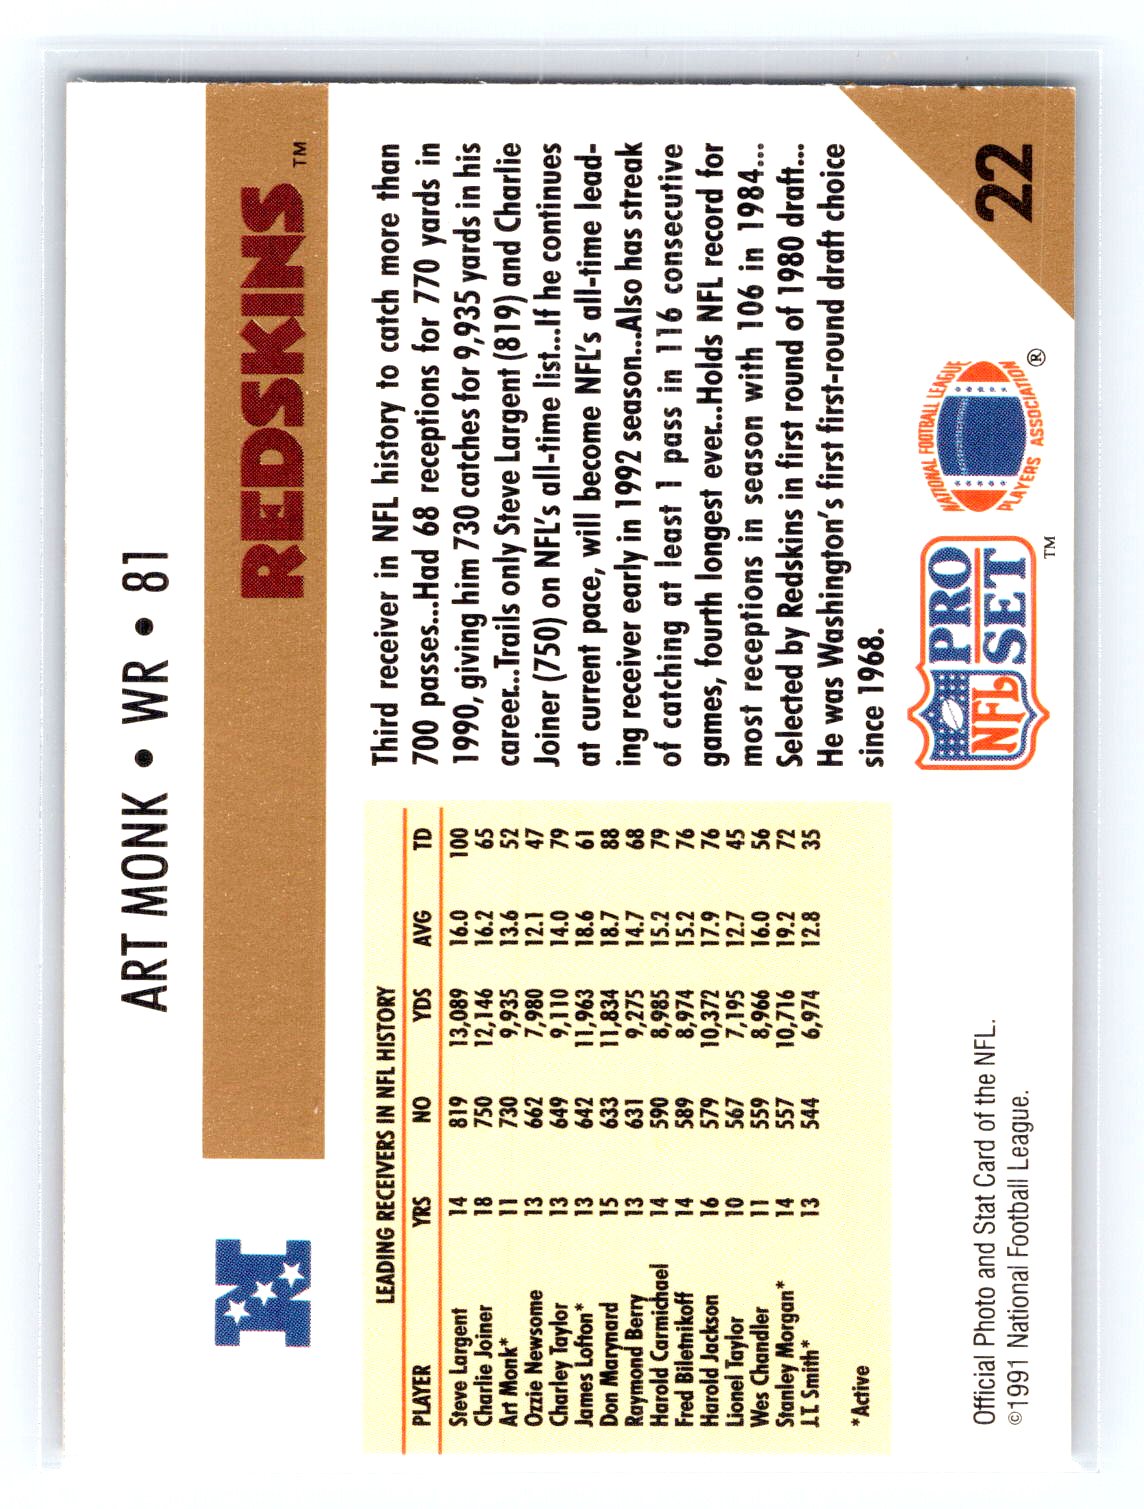 ART MONK • WR • 81
REDSKINS™
LEADING RECEIVERS IN NFL HISTORY
PLAYER YRS NO YDS AVG TD
Steve Largent 14 819 13,089 16.0 100
Charlie Joiner 18 750 12,146 16.2 65
Art Monk* 11 730 9,935 13.6 52
Ozzie Newsome 13 662 7,980 12.1 47
Charley Taylor 13 649 9,110 14.0 79
James Lofton* 13 642 11,963 18.6 61
Don Marynard 15 633 11,834 18.7 88
Raymond Berry 13 631 9,275 14.7 68
Harold Carmichael 14 590 8,985 15.2 79
Fred Biletnikoff 14 589 8,974 15.2 76
Harold Jackson 16 579 10,372 17.9 76
Lionel Taylor 10 567 7,195 12.7 45
Wes Chandler 11 559 8,966 16.0 56
Stanley Morgan* 14 557 10,716 19.2 72
J.T. Smith* 13 544 6,974 12.8 35
*Active
Third receiver in NFL history to catch more than
700 passes...Had 68 receptions for 770 yards in
1990, giving him 730 catches for 9,935 yards in his
career...Trails only Steve Largent (819) and Charlie
Joiner (750) on NFL's all-time list...If he continues
at current pace, will become NFL's all-time lead-
ing receiver early in 1992 season...Also has streak
of catching at least 1 pass in 116 consecutive
games, fourth longest ever...Holds NFL record for
most receptions in season with 106 in 1984...
Selected by Redskins in first round of 1980 draft...
He was Washington's first first-round draft choice
since 1968.
Official Photo and Stat Card of the NFL.
©1991 National Football League.
NFL PRO SET™
NATIONAL FOOTBALL LEAGUE
PLAYERS ASSOCIATION®
22